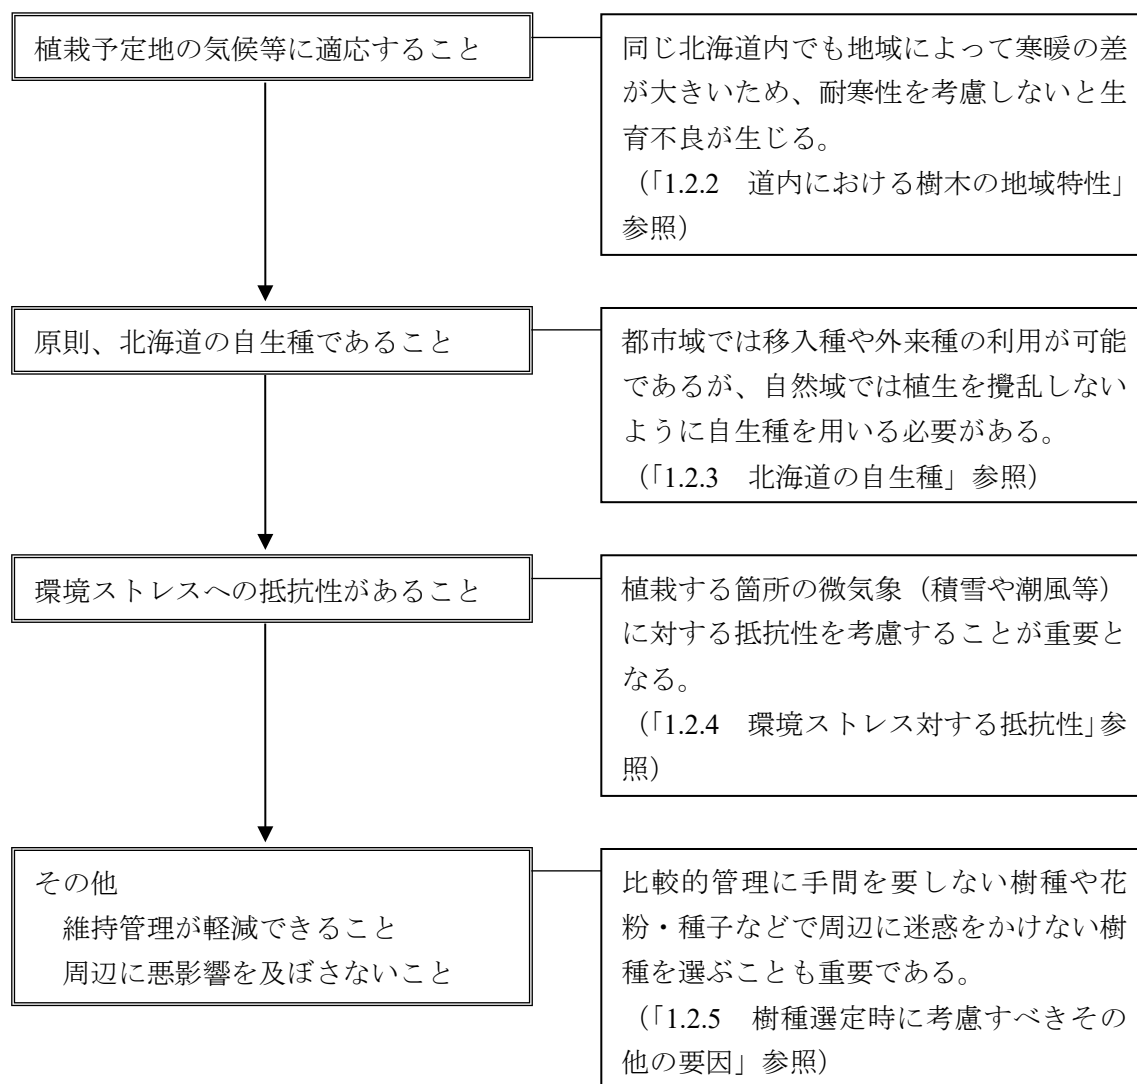 植栽予定地の気候等に適応すること
同じ北海道内でも地域によって寒暖の差
が大きいため、耐寒性を考慮しないと生
育不良が生じる。
（「1.2.2　道内における樹木の地域特性」
参照）
原則、北海道の自生種であること
都市域では移入種や外来種の利用が可能
であるが、自然域では植生を攪乱しない
ように自生種を用いる必要がある。
（「1.2.3　北海道の自生種」参照）
環境ストレスへの抵抗性があること
植栽する箇所の微気象（積雪や潮風等）
に対する抵抗性を考慮することが重要と
なる。
（「1.2.4　環境ストレス対する抵抗性」参
照）
その他
維持管理が軽減できること
周辺に悪影響を及ぼさないこと
比較的管理に手間を要しない樹種や花
粉・種子などで周辺に迷惑をかけない樹
種を選ぶことも重要である。
（「1.2.5　樹種選定時に考慮すべきその
他の要因」参照）